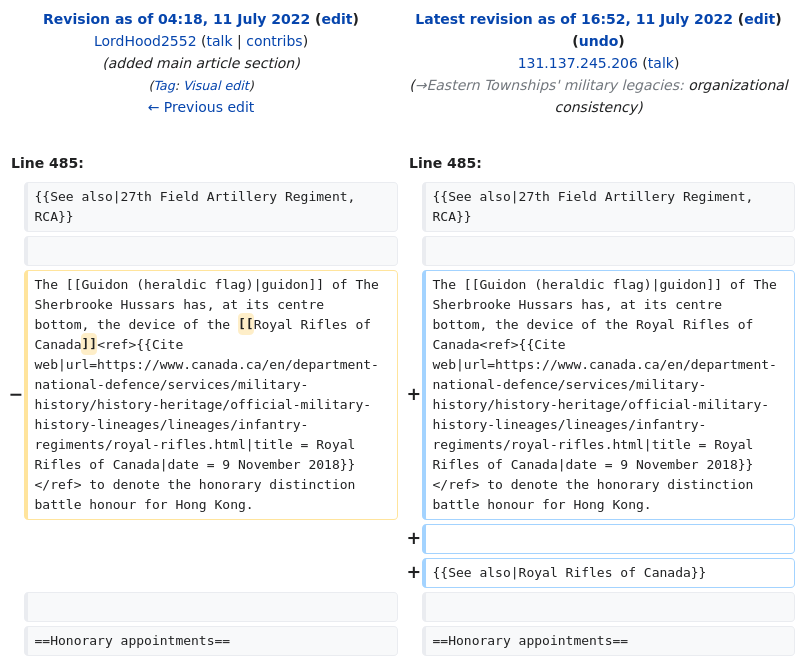 Revision as of 04:18, 11 July 2022 (edit)
LordHood2552 (talk | contribs)
(added main article section)
(Tag: Visual edit)
← Previous edit
Latest revision as of 16:52, 11 July 2022 (edit)
(undo)
131.137.245.206 (talk)
(→Eastern Townships' military legacies: organizational
consistency)
Line 485:
Line 485:
{{See also|27th Field Artillery Regiment,
RCA}}
{{See also|27th Field Artillery Regiment,
RCA}}
−
The [[Guidon (heraldic flag)|guidon]] of The
Sherbrooke Hussars has, at its centre
bottom, the device of the [[Royal Rifles of
Canada]]<ref>{{Cite
web|url=https://www.canada.ca/en/department-
national-defence/services/military-
history/history-heritage/official-military-
history-lineages/lineages/infantry-
regiments/royal-rifles.html|title = Royal
Rifles of Canada|date = 9 November 2018}}
</ref> to denote the honorary distinction
battle honour for Hong Kong.
+
The [[Guidon (heraldic flag)|guidon]] of The
Sherbrooke Hussars has, at its centre
bottom, the device of the Royal Rifles of
Canada<ref>{{Cite
web|url=https://www.canada.ca/en/department-
national-defence/services/military-
history/history-heritage/official-military-
history-lineages/lineages/infantry-
regiments/royal-rifles.html|title = Royal
Rifles of Canada|date = 9 November 2018}}
</ref> to denote the honorary distinction
battle honour for Hong Kong.
+
+
{{See also|Royal Rifles of Canada}}
==Honorary appointments==
==Honorary appointments==